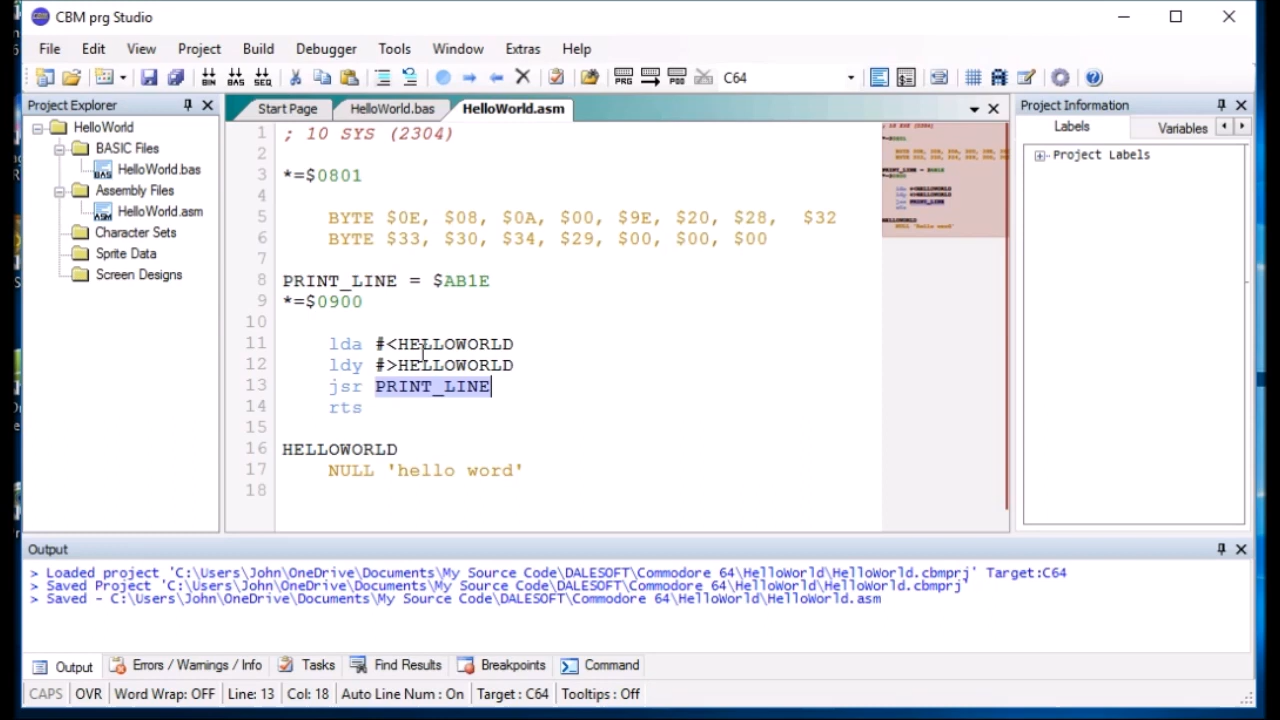 CBM prg Studio
File Edit View Project Build Debugger Tools Window Extras Help
BIN BAS SEQ PRG PRG C64
Project Explorer
HelloWorld
BASIC Files
HelloWorld.bas
Assembly Files
HelloWorld.asm
Character Sets
Sprite Data
Screen Designs
Start Page HelloWorld.bas HelloWorld.asm
1 ; 10 SYS (2304)
2
3 *=$0801
4
5 BYTE $0E, $08, $0A, $00, $9E, $20, $28, $32
6 BYTE $33, $30, $34, $29, $00, $00, $00
7
8 PRINT_LINE = $AB1E
9 *=$0900
10
11 lda #<HELLOWORLD
12 ldy #>HELLOWORLD
13 jsr PRINT_LINE
14 rts
15
16 HELLOWORLD
17 NULL 'hello word'
18
Project Information
Labels Variables
Project Labels
Output
> Loaded project 'C:\Users\John\OneDrive\Documents\My Source Code\DALESOFT\Commodore 64\HelloWorld\HelloWorld.cbmprj' Target:C64
> Saved Project 'C:\Users\John\OneDrive\Documents\My Source Code\DALESOFT\Commodore 64\HelloWorld\HelloWorld.cbmprj'
> Saved - C:\Users\John\OneDrive\Documents\My Source Code\DALESOFT\Commodore 64\HelloWorld\HelloWorld.asm
Output Errors / Warnings / Info Tasks Find Results Breakpoints Command
CAPS OVR Word Wrap: OFF Line: 13 Col: 18 Auto Line Num : On Target : C64 Tooltips : Off